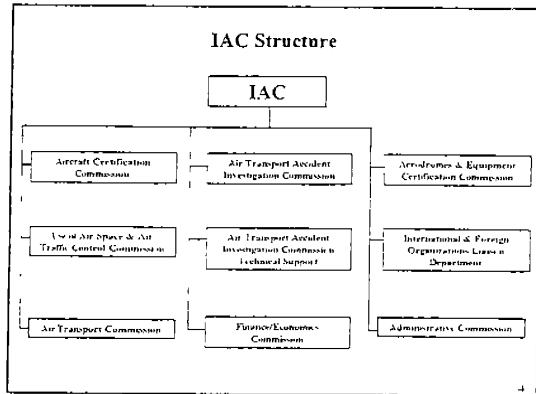 IAC Structure
IAC
Aircraft Certification
Commission
Air Transport Accident
Investigation Commission
Aerodromes & Equipment
Certification Commission
Use of Air Space & Air
Traffic Control Commission
Air Transport Accident
Investigation Commission
Technical Support
International & Foreign
Organizations Liaison
Department
Air Transport Commission
Finance/Economics
Commission
Administrative Commission
4